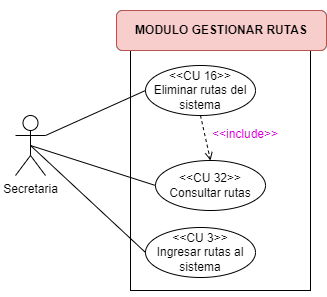 MODULO GESTIONAR RUTAS
<<CU 16>>
Eliminar rutas del
sistema
<<include>>
<<CU 32>>
Consultar rutas
Secretaria
<<CU 3>>
Ingresar rutas al
sistema